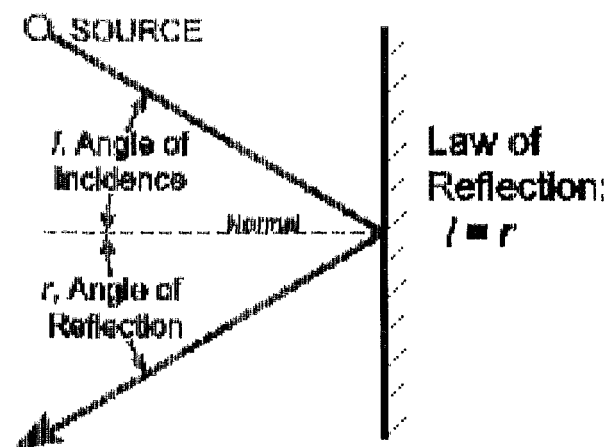 SOURCE
i, Angle of
Incidence
Normal
r, Angle of
Reflection
Law of
Reflection:
i = r